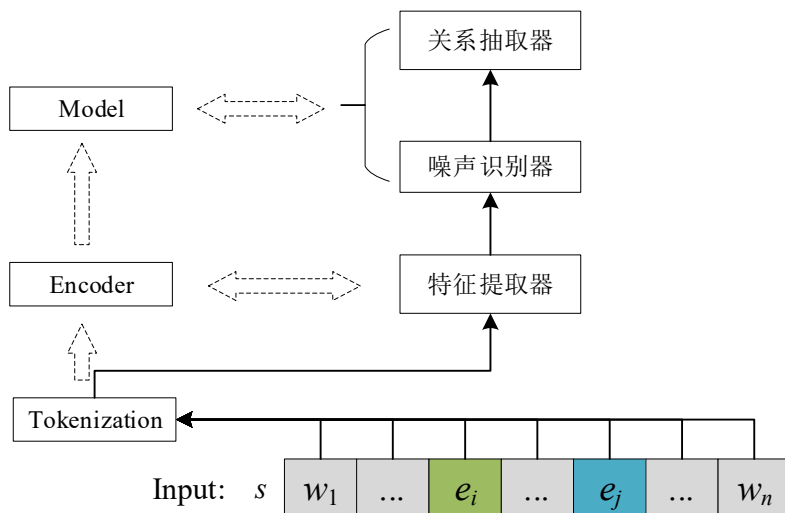 关系抽取器
Model
噪声识别器
Encoder
特征提取器
Tokenization
Input: s w1 ... ei ... ej ... wn